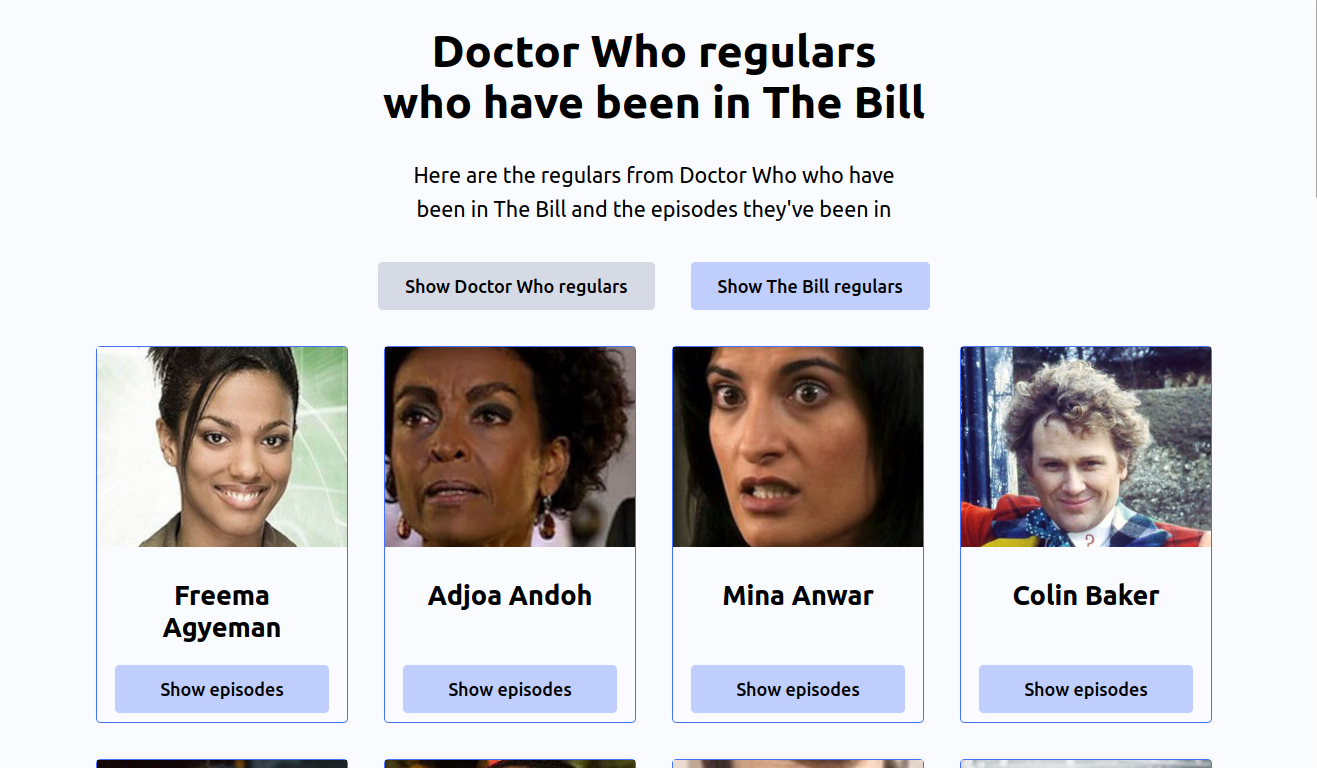 Doctor Who regulars
who have been in The Bill
Here are the regulars from Doctor Who who have
been in The Bill and the episodes they've been in
Show Doctor Who regulars
Show The Bill regulars
Freema
Agyeman
Show episodes
Adjoa Andoh
Show episodes
Mina Anwar
Show episodes
Colin Baker
Show episodes